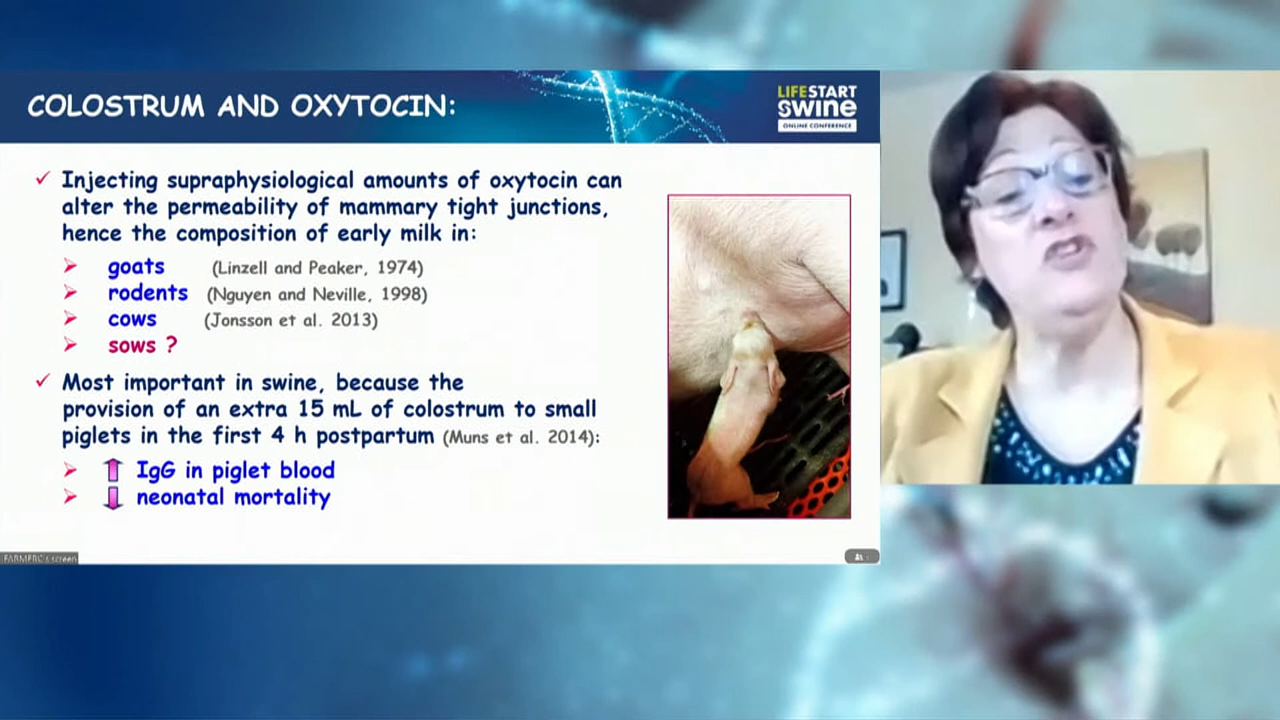 COLOSTRUM AND OXYTOCIN:
LIFESTART
swine
ONLINE CONFERENCE
✓ Injecting supraphysiological amounts of oxytocin can
alter the permeability of mammary tight junctions,
hence the composition of early milk in:
➢ goats (Linzell and Peaker, 1974)
➢ rodents (Nguyen and Neville, 1998)
➢ cows (Jonsson et al. 2013)
➢ sows ?
✓ Most important in swine, because the
provision of an extra 15 mL of colostrum to small
piglets in the first 4 h postpartum (Muns et al. 2014):
➢ ⇧ IgG in piglet blood
➢ ⇩ neonatal mortality
screen